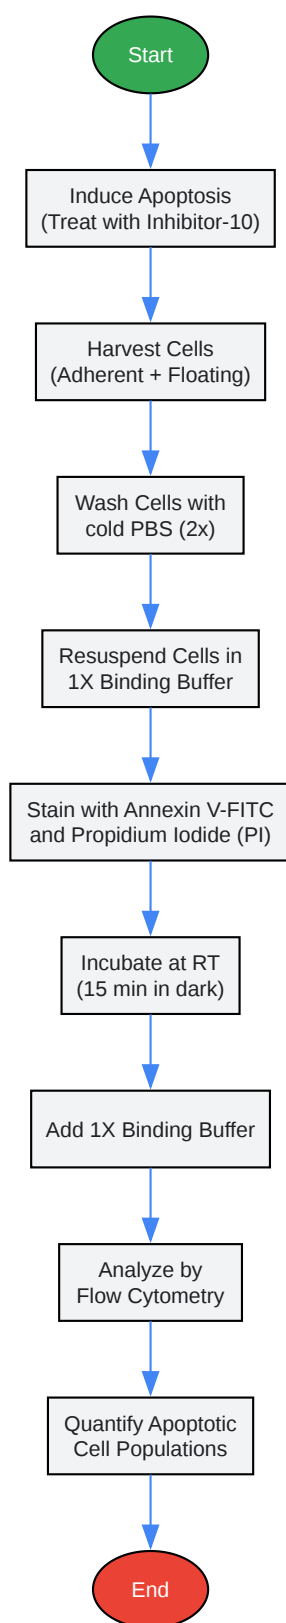 Start
Induce Apoptosis
(Treat with Inhibitor-10)
Harvest Cells
(Adherent + Floating)
Wash Cells with
cold PBS (2x)
Resuspend Cells in
1X Binding Buffer
Stain with Annexin V-FITC
and Propidium Iodide (PI)
Incubate at RT
(15 min in dark)
Add 1X Binding Buffer
Analyze by
Flow Cytometry
Quantify Apoptotic
Cell Populations
End